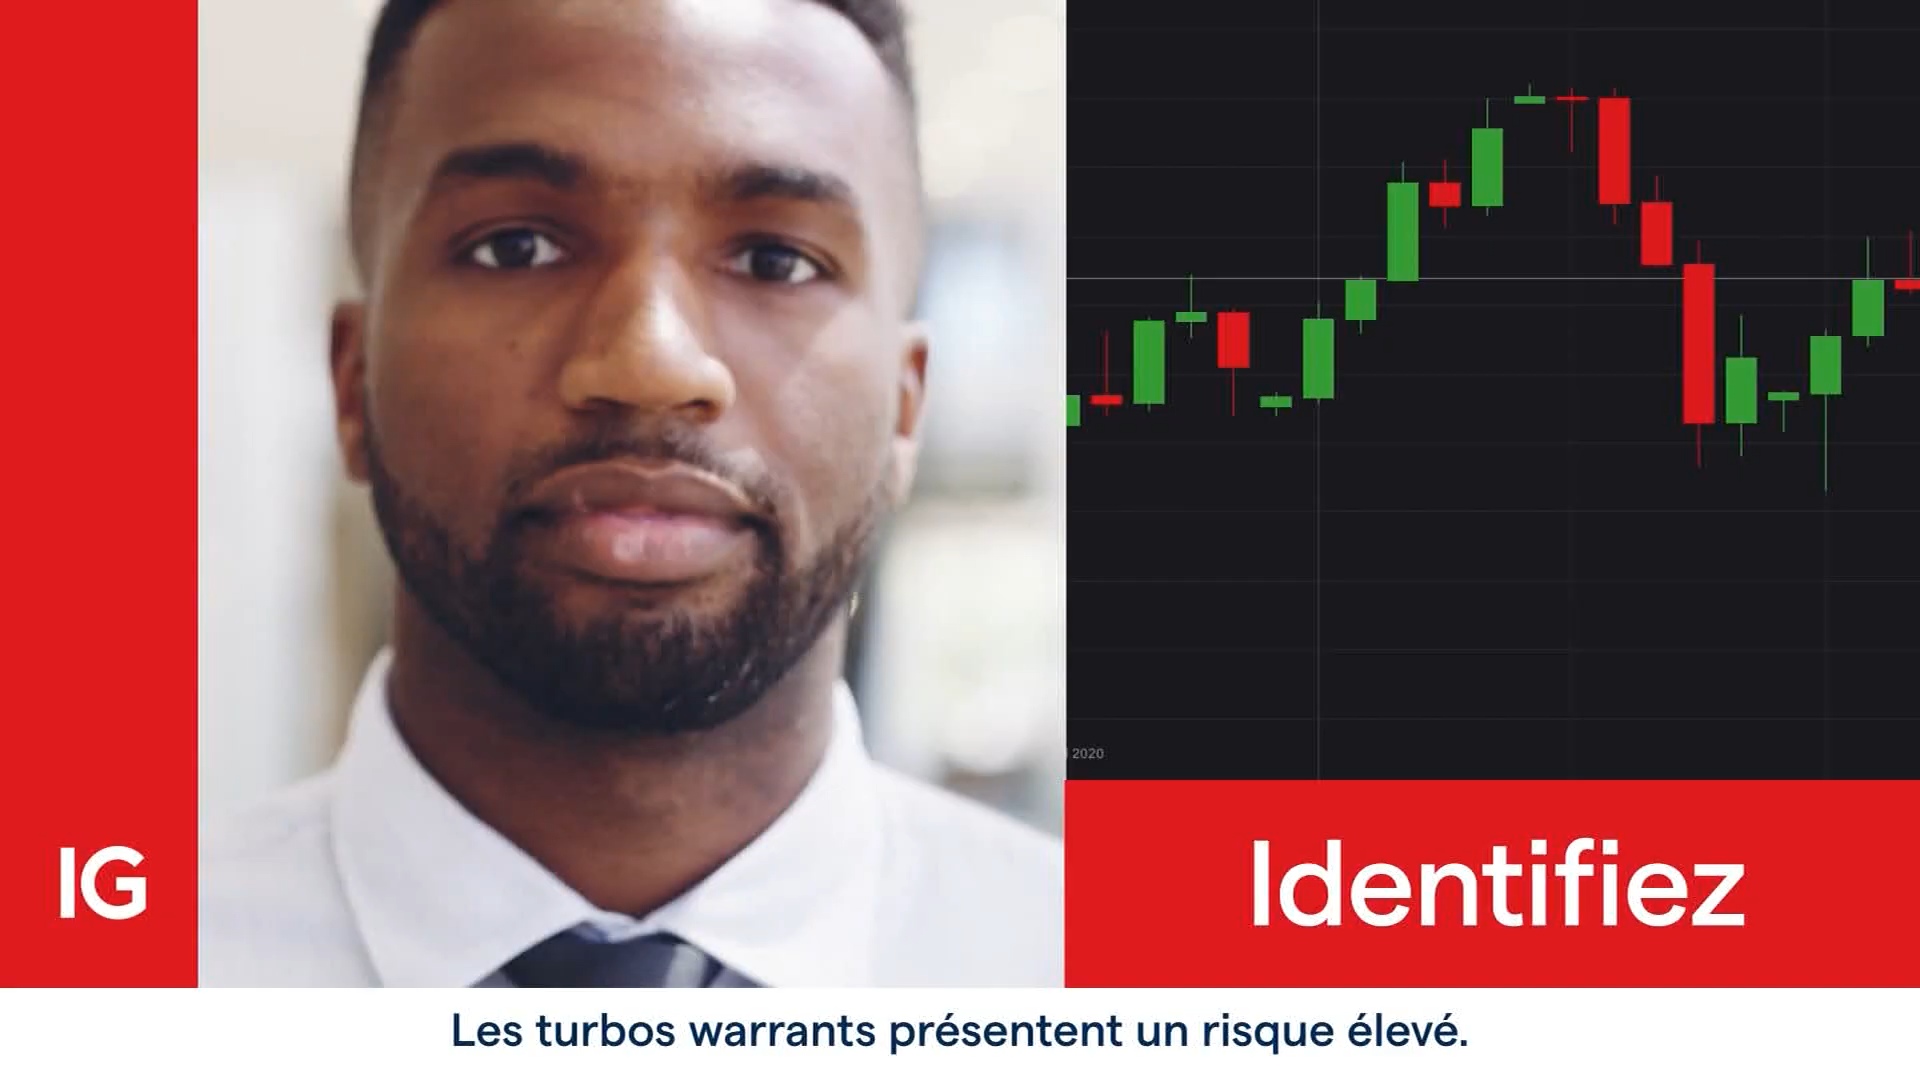 2020
IG
Identifiez
Les turbos warrants présentent un risque élevé.